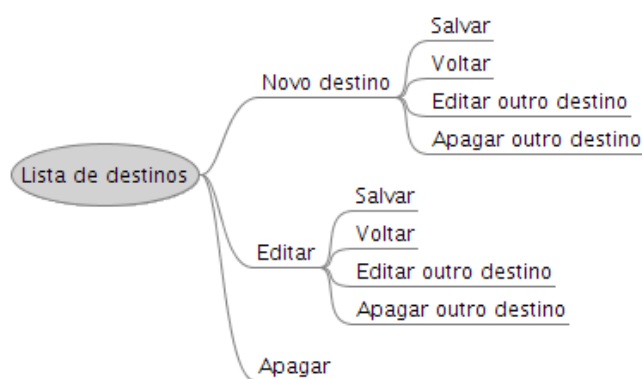 Lista de destinos
Novo destino
Salvar
Voltar
Editar outro destino
Apagar outro destino
Editar
Salvar
Voltar
Editar outro destino
Apagar outro destino
Apagar